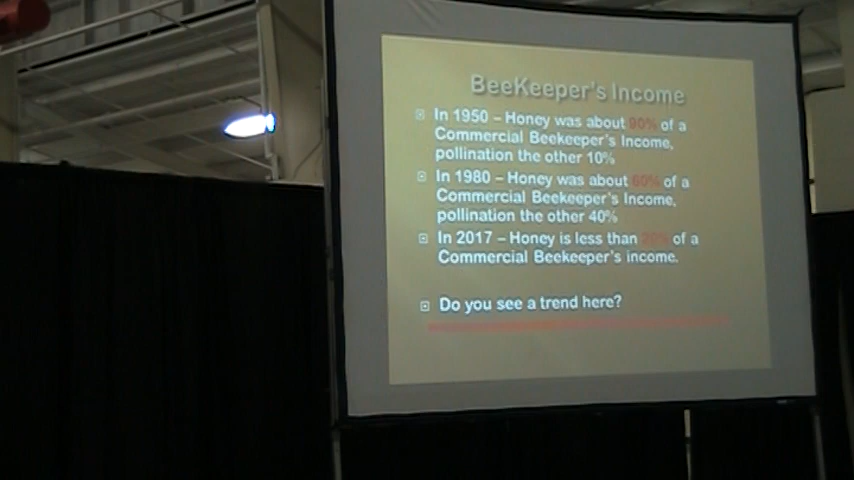 BeeKeeper's Income
In 1950 – Honey was about 90% of a
Commercial Beekeeper's Income,
pollination the other 10%
In 1980 – Honey was about 60% of a
Commercial Beekeeper's Income,
pollination the other 40%
In 2017 – Honey is less than of a
Commercial Beekeeper's income.
Do you see a trend here?